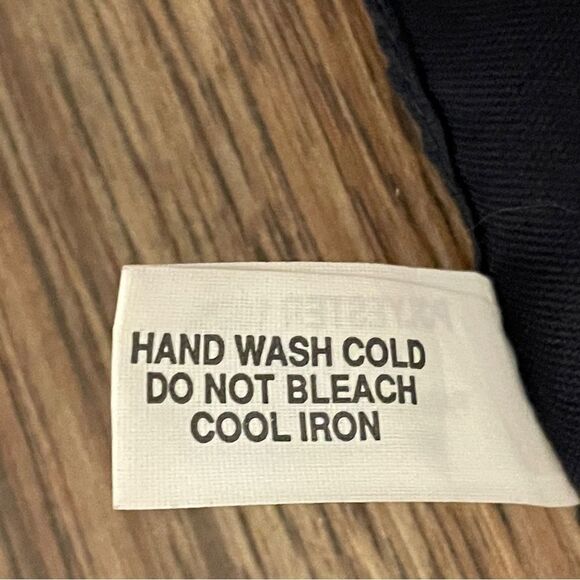 HAND WASH COLD
DO NOT BLEACH
COOL IRON